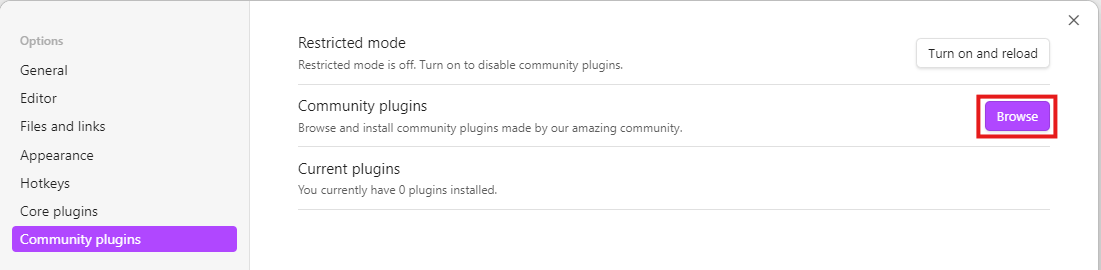 Options
General
Editor
Files and links
Appearance
Hotkeys
Core plugins
Community plugins
Restricted mode
Restricted mode is off. Turn on to disable community plugins.
Turn on and reload
Community plugins
Browse and install community plugins made by our amazing community.
Browse
Current plugins
You currently have 0 plugins installed.